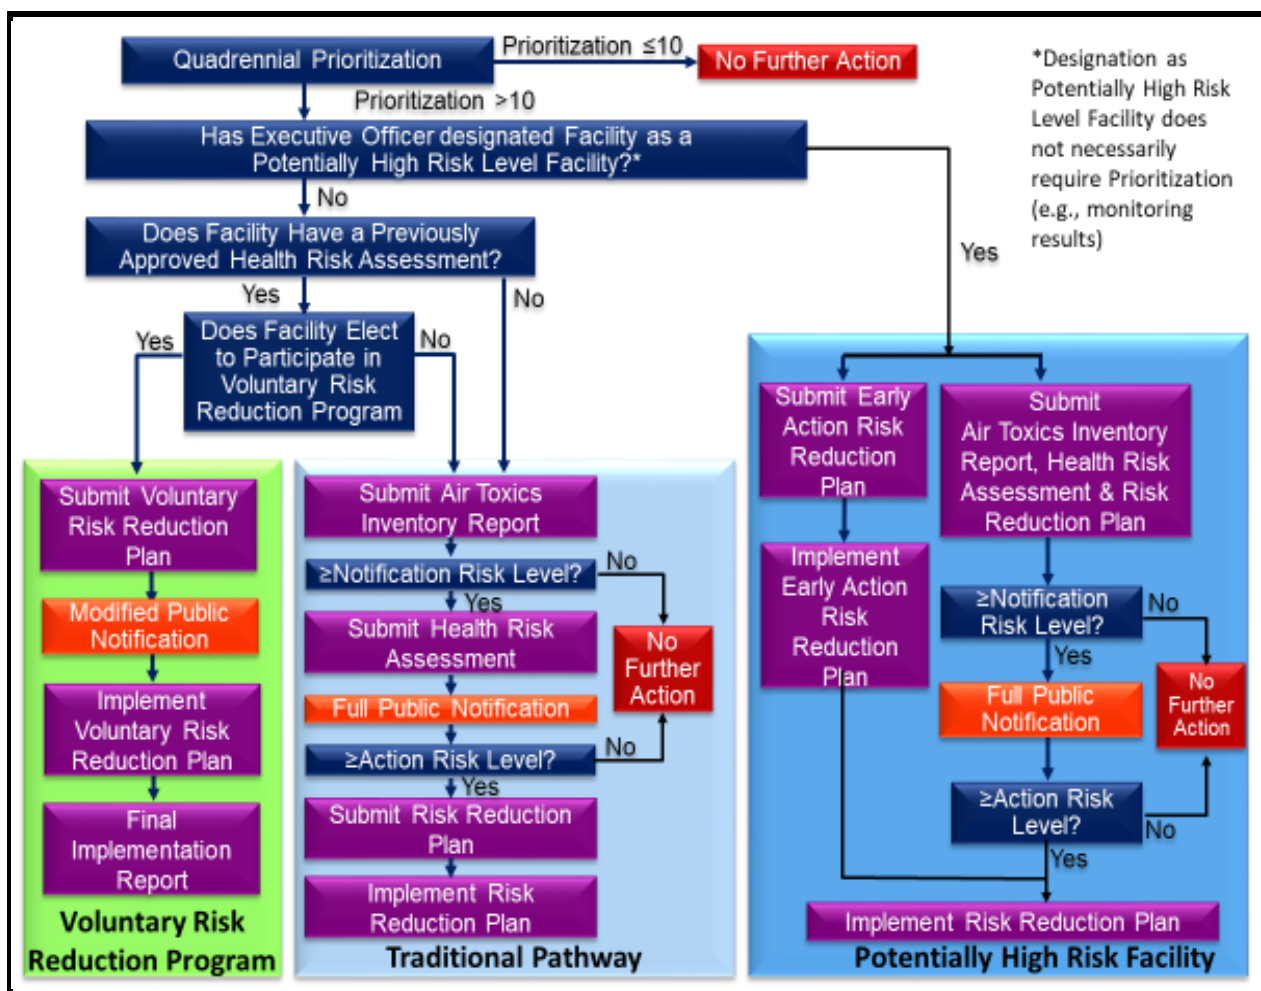 Quadrennial Prioritization
Prioritization ≤10
No Further Action
*Designation as
Potentially High Risk
Level Facility does
not necessarily
require Prioritization
(e.g., monitoring
results)
Prioritization >10
Has Executive Officer designated Facility as a
Potentially High Risk Level Facility?*
No
Yes
Does Facility Have a Previously
Approved Health Risk Assessment?
Yes
No
Does Facility Elect
to Participate in
Voluntary Risk
Reduction Program
Yes
No
Submit Voluntary
Risk Reduction
Plan
Modified Public
Notification
Implement
Voluntary Risk
Reduction Plan
Final
Implementation
Report
Voluntary Risk
Reduction Program
Submit Air Toxics
Inventory Report
≥Notification Risk Level?
No
Yes
Submit Health Risk
Assessment
Full Public Notification
No
Further
Action
≥Action Risk Level?
No
Yes
Submit Risk Reduction
Plan
Implement Risk
Reduction Plan
Traditional Pathway
Submit Early
Action Risk
Reduction
Plan
Implement
Early Action
Risk
Reduction
Plan
Submit
Air Toxics Inventory
Report, Health Risk
Assessment & Risk
Reduction Plan
≥Notification
Risk Level?
No
Yes
Full Public
Notification
No
Further
Action
≥Action Risk
Level?
No
Yes
Implement Risk Reduction Plan
Potentially High Risk Facility